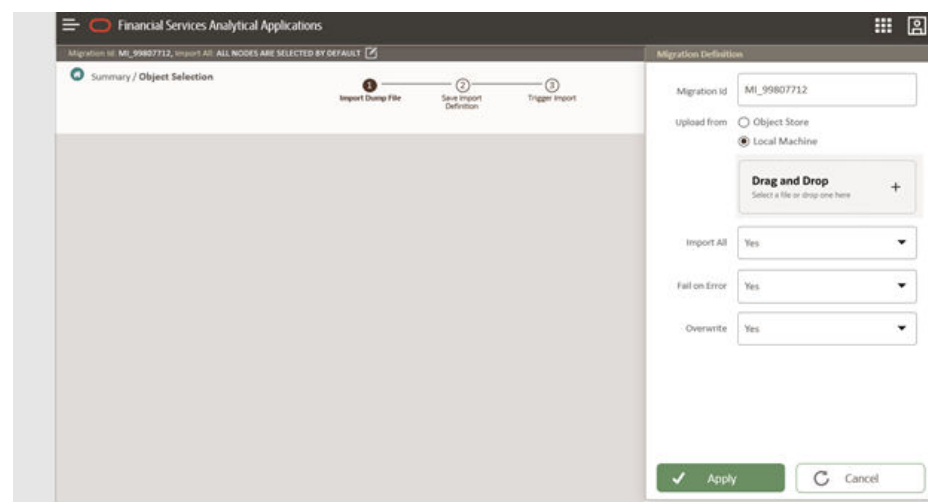 Financial Services Analytical Applications
Migration Id: MI_99807712, Import All: ALL NODES ARE SELECTED BY DEFAULT
Summary / Object Selection
1
Import Dump File
2
Save Import
Definition
3
Trigger Import
Migration Definition
Migration Id MI_99807712
Upload from Object Store
Local Machine
Drag and Drop
Select a file or drop one here
+
Import All Yes
Fail on Error Yes
Overwrite Yes
Apply
Cancel